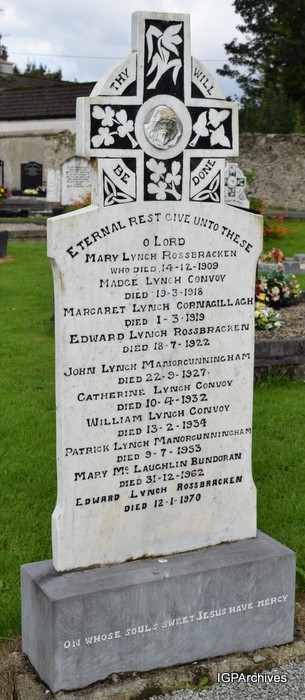 THY WILL
BE DONE
ETERNAL REST GIVE UNTO THESE
O LORD
MARY LYNCH ROSSBRACKEN
WHO DIED 14-12-1909
MADGE LYNCH CONVOY
DIED 19-3-1918
MARGARET LYNCH CORNAGILLAGH
DIED 1-3-1919
EDWARD LYNCH ROSSBRACKEN
DIED 18-7-1922
JOHN LYNCH MANORCUNNINGHAM
DIED 22-9-1927
CATHERINE LYNCH CONVOY
DIED 10-4-1932
WILLIAM LYNCH CONVOY
DIED 13-2-1934
PATRICK LYNCH MANORCUNNINGHAM
DIED 9-7-1953
MARY Mc LAUGHLIN BUNDORAN
DIED 31-12-1962
EDWARD LYNCH ROSSBRACKEN
DIED 12-1-1970
ON WHOSE SOULS SWEET JESUS HAVE MERCY
IGPArchives